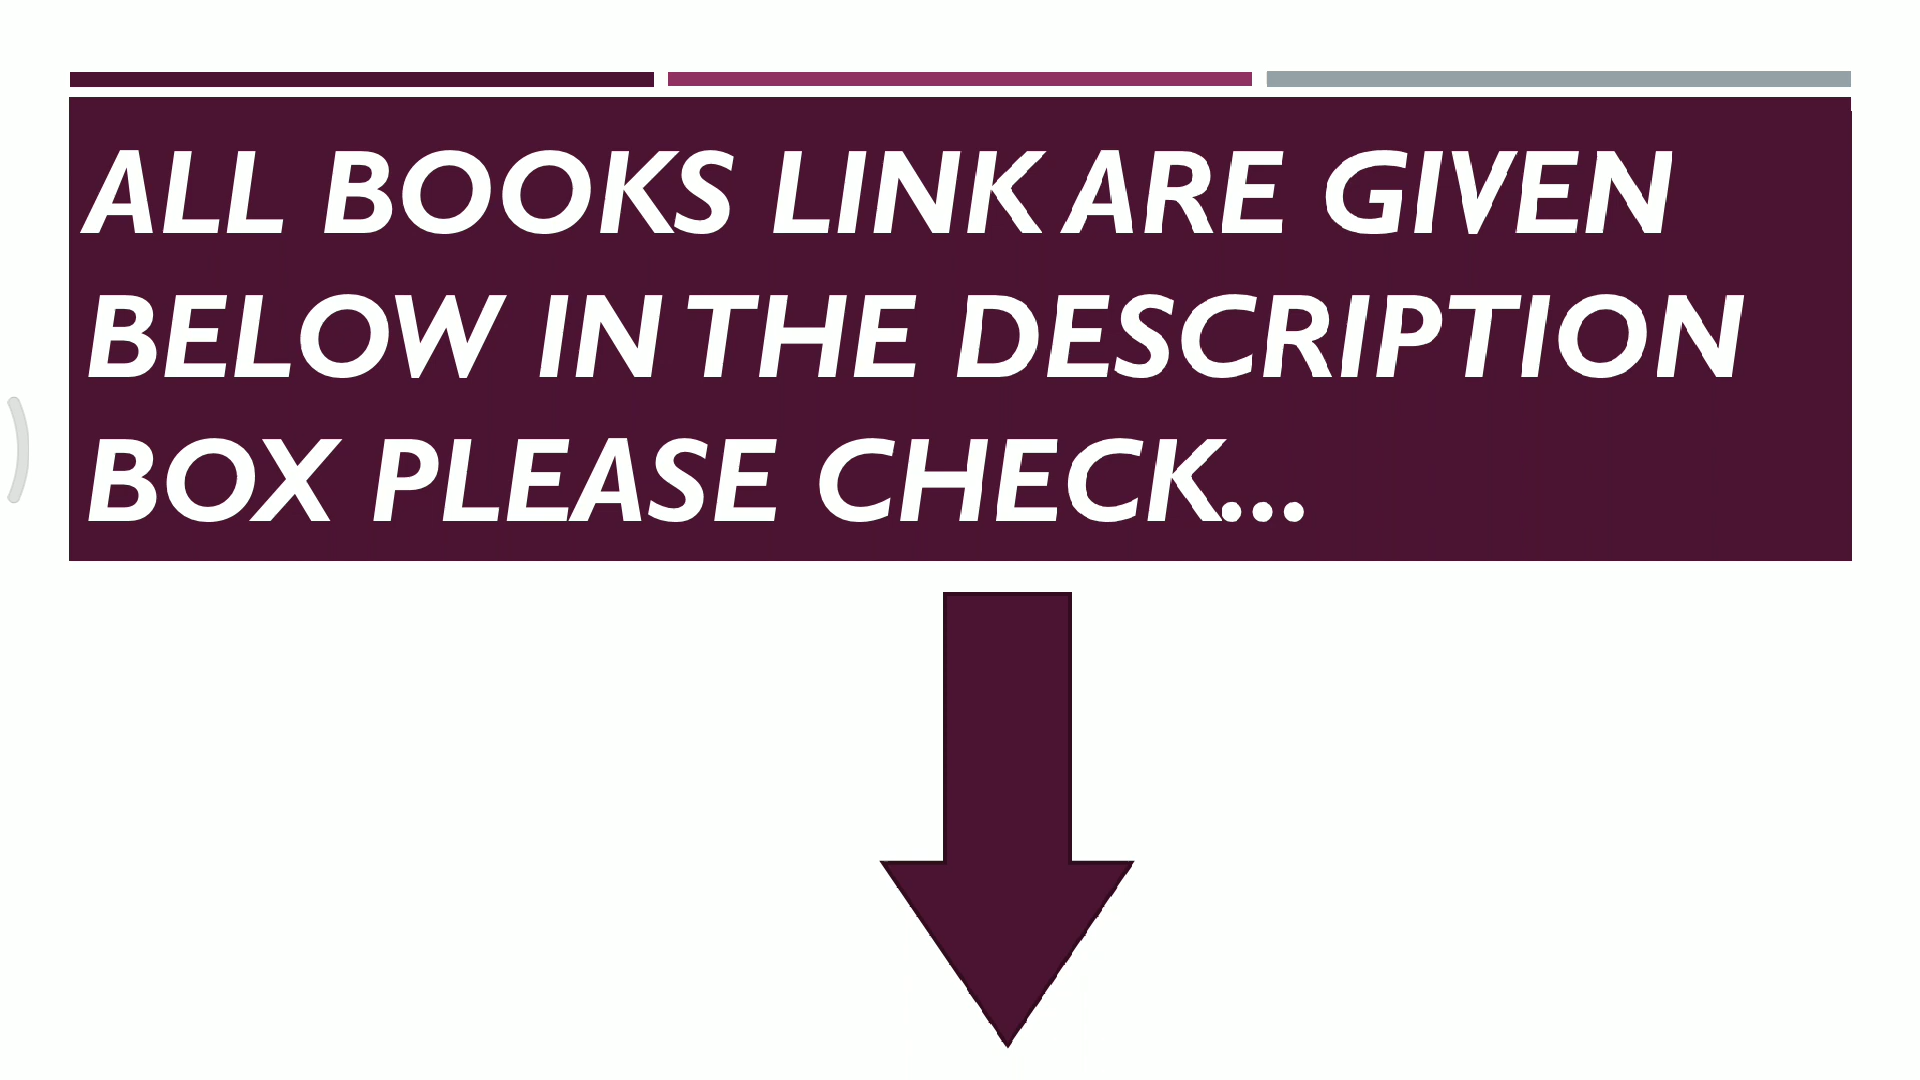 ALL BOOKS LINK ARE GIVEN
BELOW IN THE DESCRIPTION
BOX PLEASE CHECK...